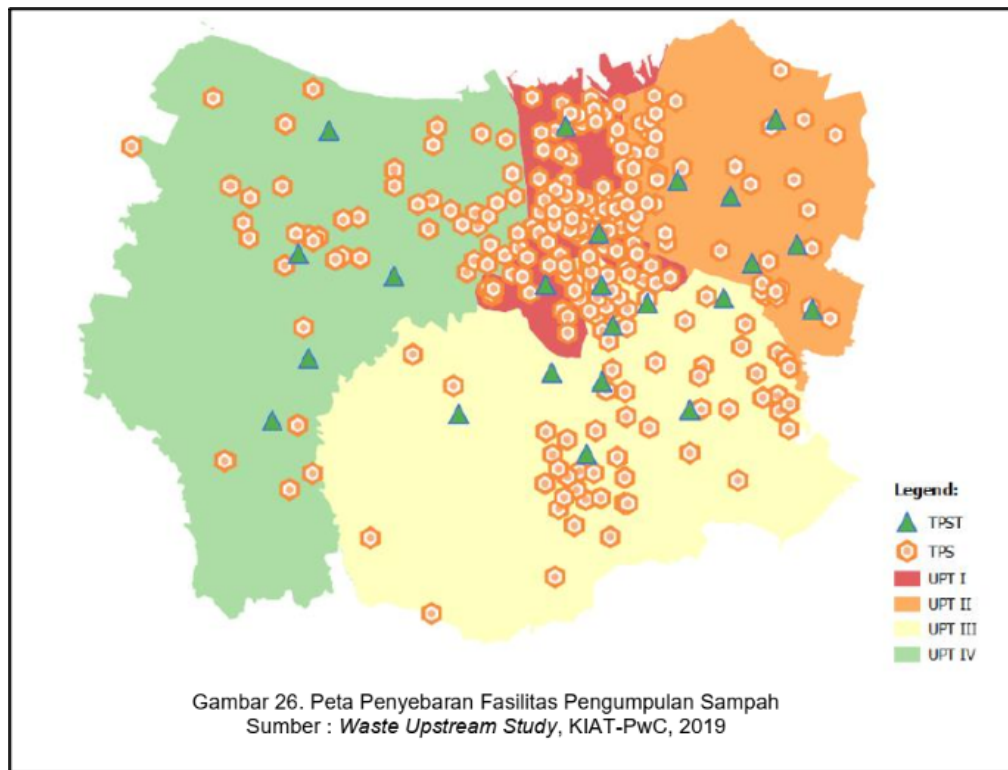 Legend:
TPST
TPS
UPT I
UPT II
UPT III
UPT IV
Gambar 26. Peta Penyebaran Fasilitas Pengumpulan Sampah
Sumber : Waste Upstream Study, KIAT-PwC, 2019